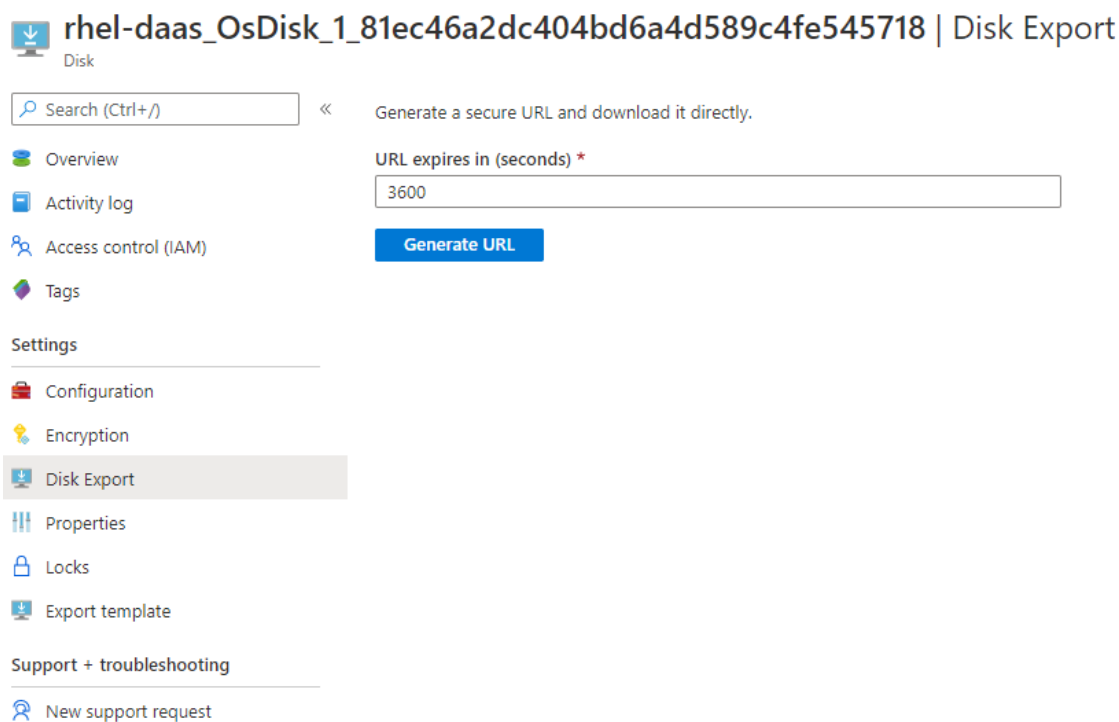 rhel-daas_OsDisk_1_81ec46a2dc404bd6a4d589c4fe545718 | Disk Export
Disk
Search (Ctrl+/)
«
Overview
Activity log
Access control (IAM)
Tags
Settings
Configuration
Encryption
Disk Export
Properties
Locks
Export template
Support + troubleshooting
New support request
Generate a secure URL and download it directly.
URL expires in (seconds) *
3600
Generate URL